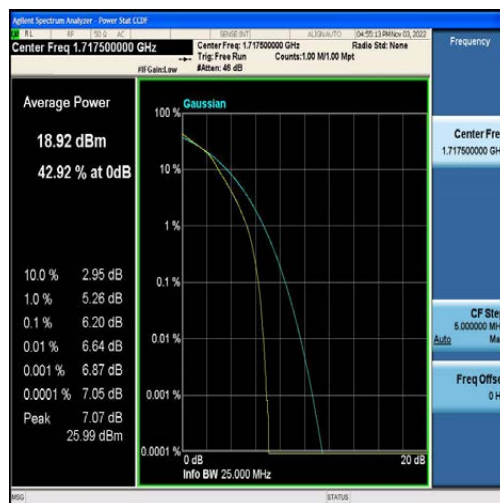 Agilent Spectrum Analyzer - Power Stat CCDF
RL RF 50 Ω AC SENSE:INT ALIGN AUTO 04:55:13 PM Nov 03, 2022
Center Freq 1.717500000 GHz
Center Freq: 1.717500000 GHz Radio Std: None
Trig: Free Run Counts:1.00 M/1.00 Mpt
#IFGain:Low #Atten: 46 dB
Frequency
Average Power
18.92 dBm
42.92 % at 0dB
10.0 % 2.95 dB
1.0 % 5.26 dB
0.1 % 6.20 dB
0.01 % 6.64 dB
0.001 % 6.87 dB
0.0001 % 7.05 dB
Peak 7.07 dB
25.99 dBm
Gaussian
100 %
10 %
1 %
0.1 %
0.01 %
0.001 %
0.0001 %
0 dB 20 dB
Info BW 25.000 MHz
Center Fre
1.717500000 GH
CF Ste
5.000000 MH
Auto Ma
Freq Offse
0 H
MSG STATUS